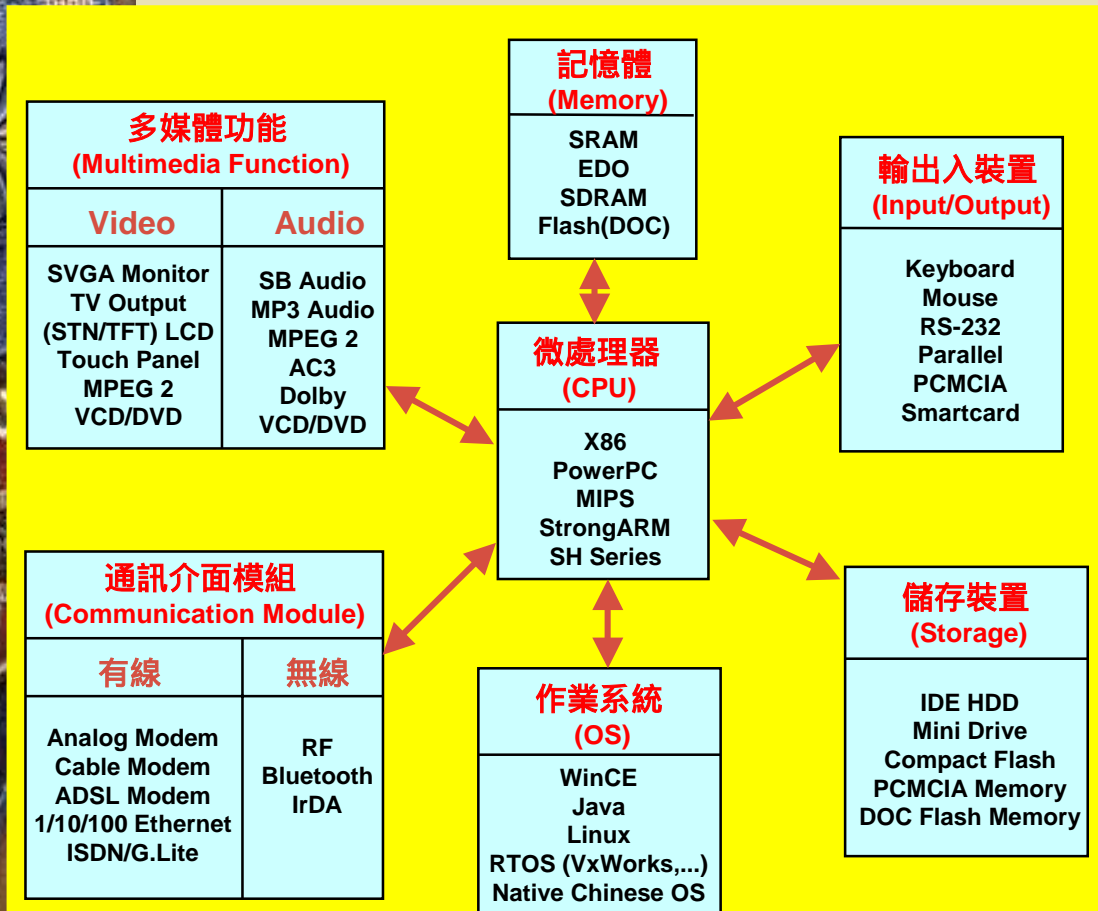 記憶體
(Memory)
SRAM
EDO
SDRAM
Flash(DOC)
多媒體功能
(Multimedia Function)
Video
Audio
SVGA Monitor
TV Output
(STN/TFT) LCD
Touch Panel
MPEG 2
VCD/DVD
SB Audio
MP3 Audio
MPEG 2
AC3
Dolby
VCD/DVD
輸出入裝置
(Input/Output)
Keyboard
Mouse
RS-232
Parallel
PCMCIA
Smartcard
微處理器
(CPU)
X86
PowerPC
MIPS
StrongARM
SH Series
通訊介面模組
(Communication Module)
有線
無線
Analog Modem
Cable Modem
ADSL Modem
1/10/100 Ethernet
ISDN/G.Lite
RF
Bluetooth
IrDA
作業系統
(OS)
WinCE
Java
Linux
RTOS (VxWorks,...)
Native Chinese OS
儲存裝置
(Storage)
IDE HDD
Mini Drive
Compact Flash
PCMCIA Memory
DOC Flash Memory